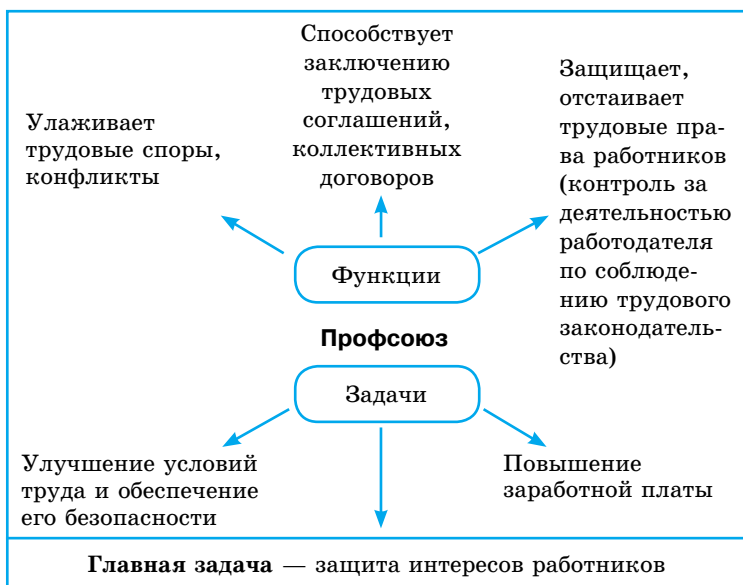 Улаживает
трудовые споры,
конфликты
Способствует
заключению
трудовых
соглашений,
коллективных
договоров
Защищает,
отстаивает
трудовые пра-
ва работников
(контроль за
деятельностью
работодателя
по соблюде-
нию трудового
законодатель-
ства)
Функции
Профсоюз
Задачи
Улучшение условий
труда и обеспечение
его безопасности
Повышение
заработной платы
Главная задача — защита интересов работников